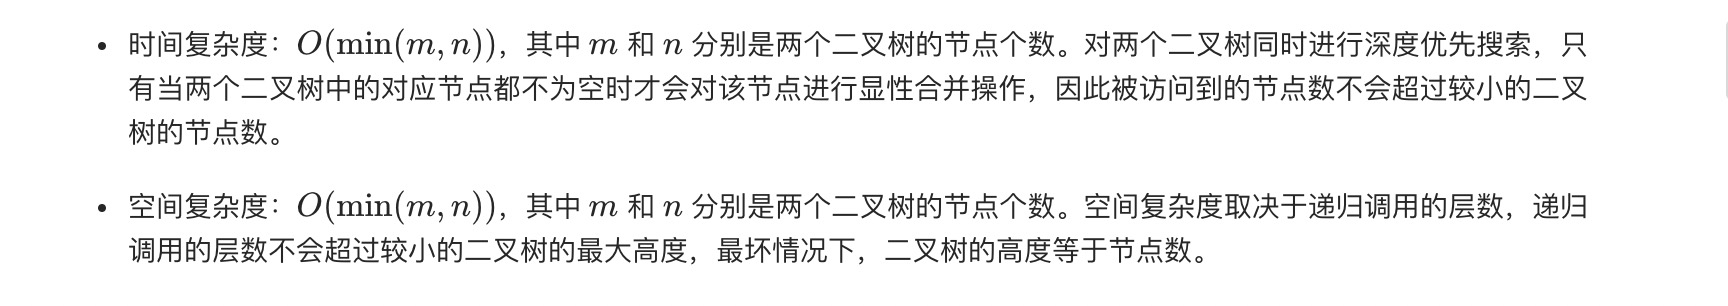 • 时间复杂度：O(min(m, n))，其中 m 和 n 分别是两个二叉树的节点个数。对两个二叉树同时进行深度优先搜索，只
有当两个二叉树中的对应节点都不为空时才会对该节点进行显性合并操作，因此被访问到的节点数不会超过较小的二叉
树的节点数。
• 空间复杂度：O(min(m, n))，其中 m 和 n 分别是两个二叉树的节点个数。空间复杂度取决于递归调用的层数，递归
调用的层数不会超过较小的二叉树的最大高度，最坏情况下，二叉树的高度等于节点数。